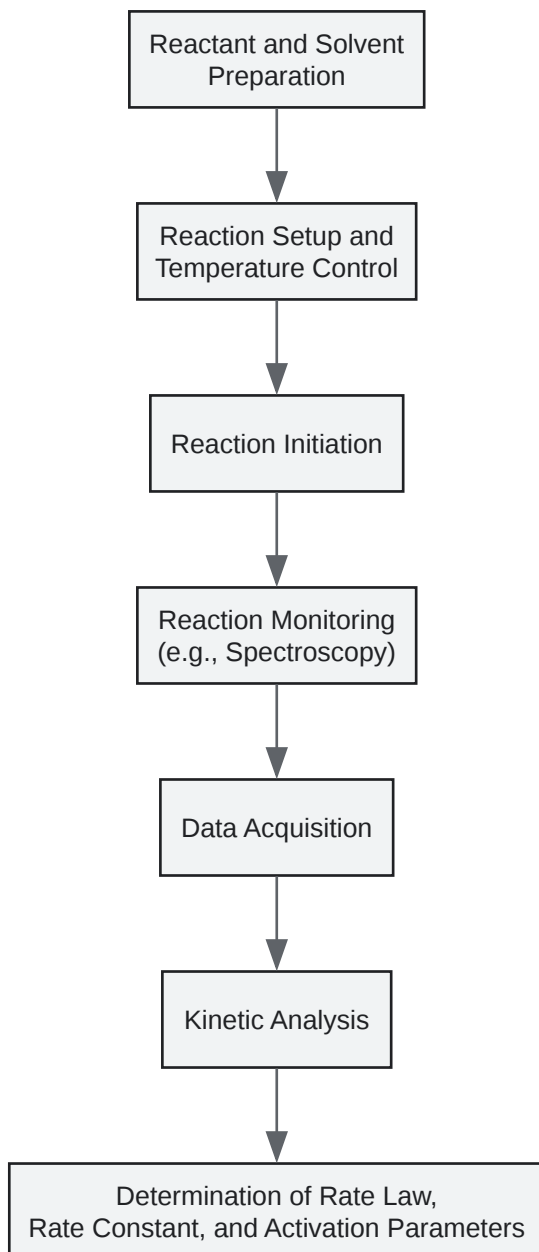 Reactant and Solvent
Preparation
Reaction Setup and
Temperature Control
Reaction Initiation
Reaction Monitoring
(e.g., Spectroscopy)
Data Acquisition
Kinetic Analysis
Determination of Rate Law,
Rate Constant, and Activation Parameters